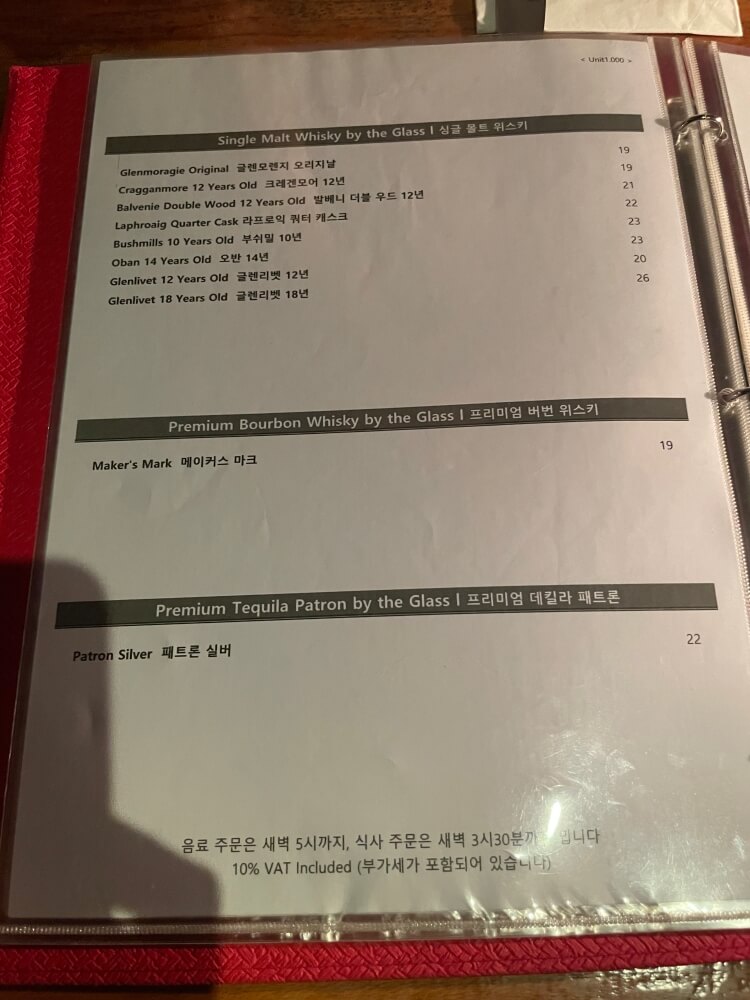 < Unit1.000 >
Single Malt Whisky by the Glass I 싱글 몰트 위스키
Glenmoragie Original 글렌모렌지 오리지날 19
Cragganmore 12 Years Old 크레겐모어 12년 19
Balvenie Double Wood 12 Years Old 발베니 더블 우드 12년 21
Laphroaig Quarter Cask 라프로익 쿼터 캐스크 22
Bushmills 10 Years Old 부쉬밀 10년 23
Oban 14 Years Old 오반 14년 23
Glenlivet 12 Years Old 글렌리벳 12년 20
Glenlivet 18 Years Old 글렌리벳 18년 26
Premium Bourbon Whisky by the Glass I 프리미엄 버번 위스키
Maker's Mark 메이커스 마크 19
Premium Tequila Patron by the Glass I 프리미엄 데킬라 패트론
Patron Silver 패트론 실버 22
음료 주문은 새벽 5시까지, 식사 주문은 새벽 3시30분까
10% VAT Included (부가세가 포함되어 있습니다)